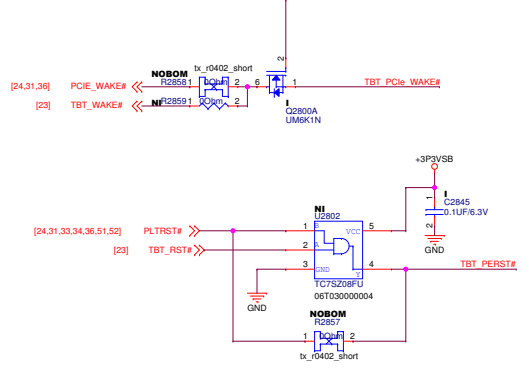 tx_r0402_short
NOBOM
R2858
0Ohm
[24,31,36] PCIE_WAKE# 1 2 6 1 TBT_PCIe_WAKE#
[23] TBT_WAKE# NI R2859 1 0Ohm 2
I
Q2800A
UM6K1N
+3P3VSB
I
C2845
0.1UF/6.3V
1
2
GND
NI
U2802
[24,31,33,34,36,51,52] PLTRST# 1 B VCC 5
[23] TBT_RST# 2 A
3 GND Y 4 TBT_PERST#
TC7SZ08FU
06T030000004
GND
NOBOM
R2857
1 0Ohm 2
tx_r0402_short